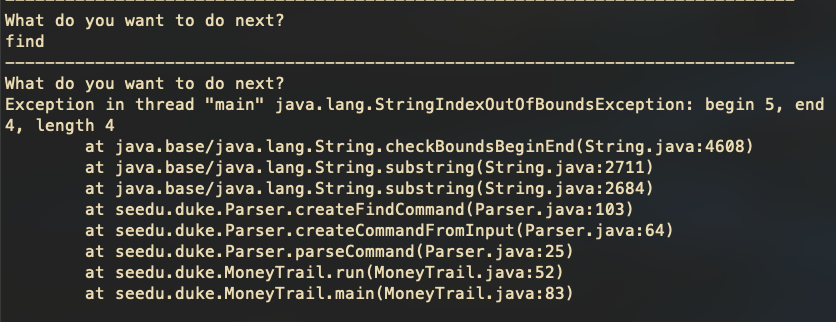 What do you want to do next?
find
What do you want to do next?
Exception in thread "main" java.lang.StringIndexOutOfBoundsException: begin 5, end
4, length 4
at java.base/java.lang.String.checkBoundsBeginEnd(String.java:4608)
at java.base/java.lang.String.substring(String.java:2711)
at java.base/java.lang.String.substring(String.java:2684)
at seedu.duke.Parser.createFindCommand(Parser.java:103)
at seedu.duke.Parser.createCommandFromInput(Parser.java:64)
at seedu.duke.Parser.parseCommand(Parser.java:25)
at seedu.duke.MoneyTrail.run(MoneyTrail.java:52)
at seedu.duke.MoneyTrail.main(MoneyTrail.java:83)